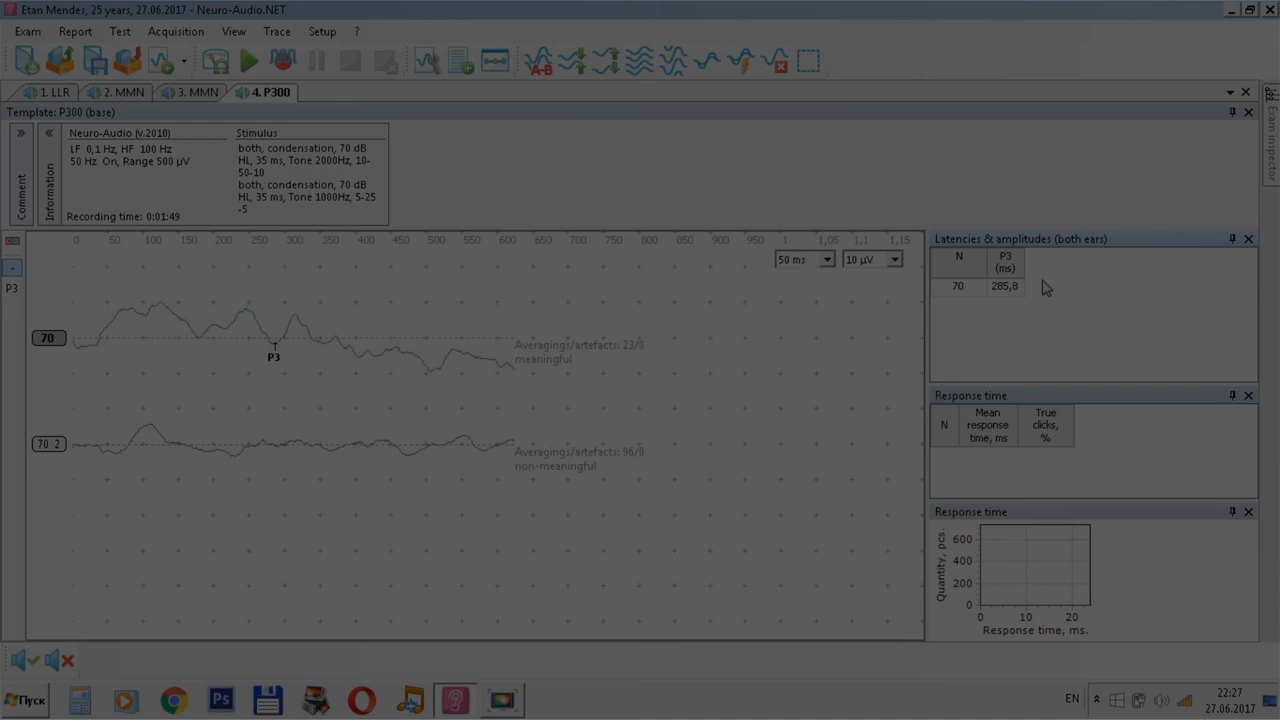 Etan Mendes, 25 years, 27.06.2017 - Neuro-Audio.NET
Exam Report Test Acquisition View Trace Setup ?
A-B
1. LLR 2. MMN 3. MMN 4. P300
Template: P300 (base)
Comment
Information
Neuro-Audio (v.2010)
LF 0,1 Hz, HF 100 Hz
50 Hz On, Range 500 µV
Recording time: 0:01:49
Stimulus
both, condensation, 70 dB
HL, 35 ms, Tone 2000Hz, 10-
50-10
both, condensation, 70 dB
HL, 35 ms, Tone 1000Hz, 5-25
-5
Exam Inspector
0 50 100 150 200 250 300 350 400 450 500 550 600 650 700 750 800 850 900 950 1 1,05 1,1 1,15
50 ms 10 µV
P3
70
P3
Averagings/artefacts: 23/0
meaningful
70 2
Averagings/artefacts: 96/0
non-meaningful
Latencies & amplitudes (both ears)
N P3
(ms)
70 285,8
Response time
N Mean
response
time, ms
True
clicks,
%
Response time
Quantity, pcs.
600
400
200
0
0 10 20
Response time, ms.
Пуск
Ps
EN
22:27
27.06.2017